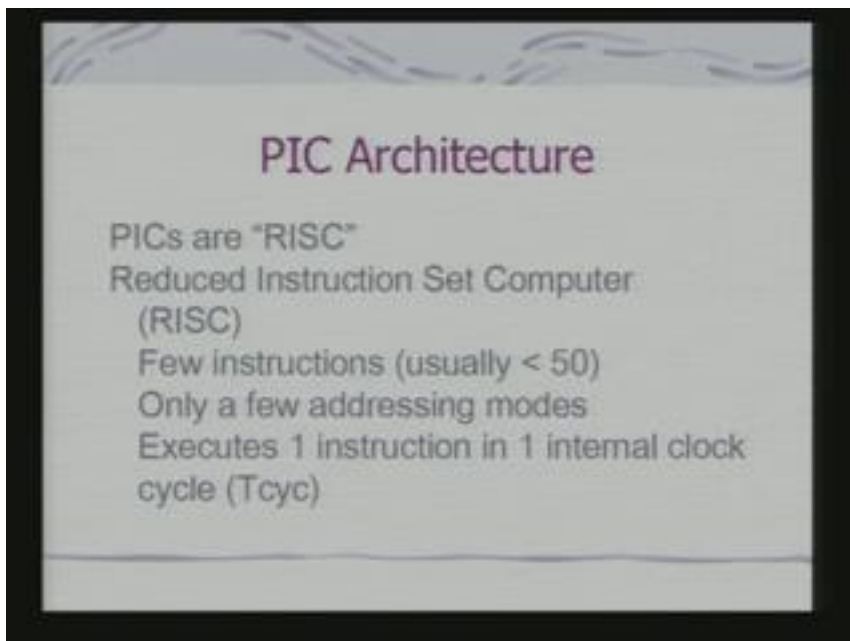 PIC Architecture
PICs are “RISC”
Reduced Instruction Set Computer
(RISC)
Few instructions (usually < 50)
Only a few addressing modes
Executes 1 instruction in 1 internal clock
cycle (Tcyc)